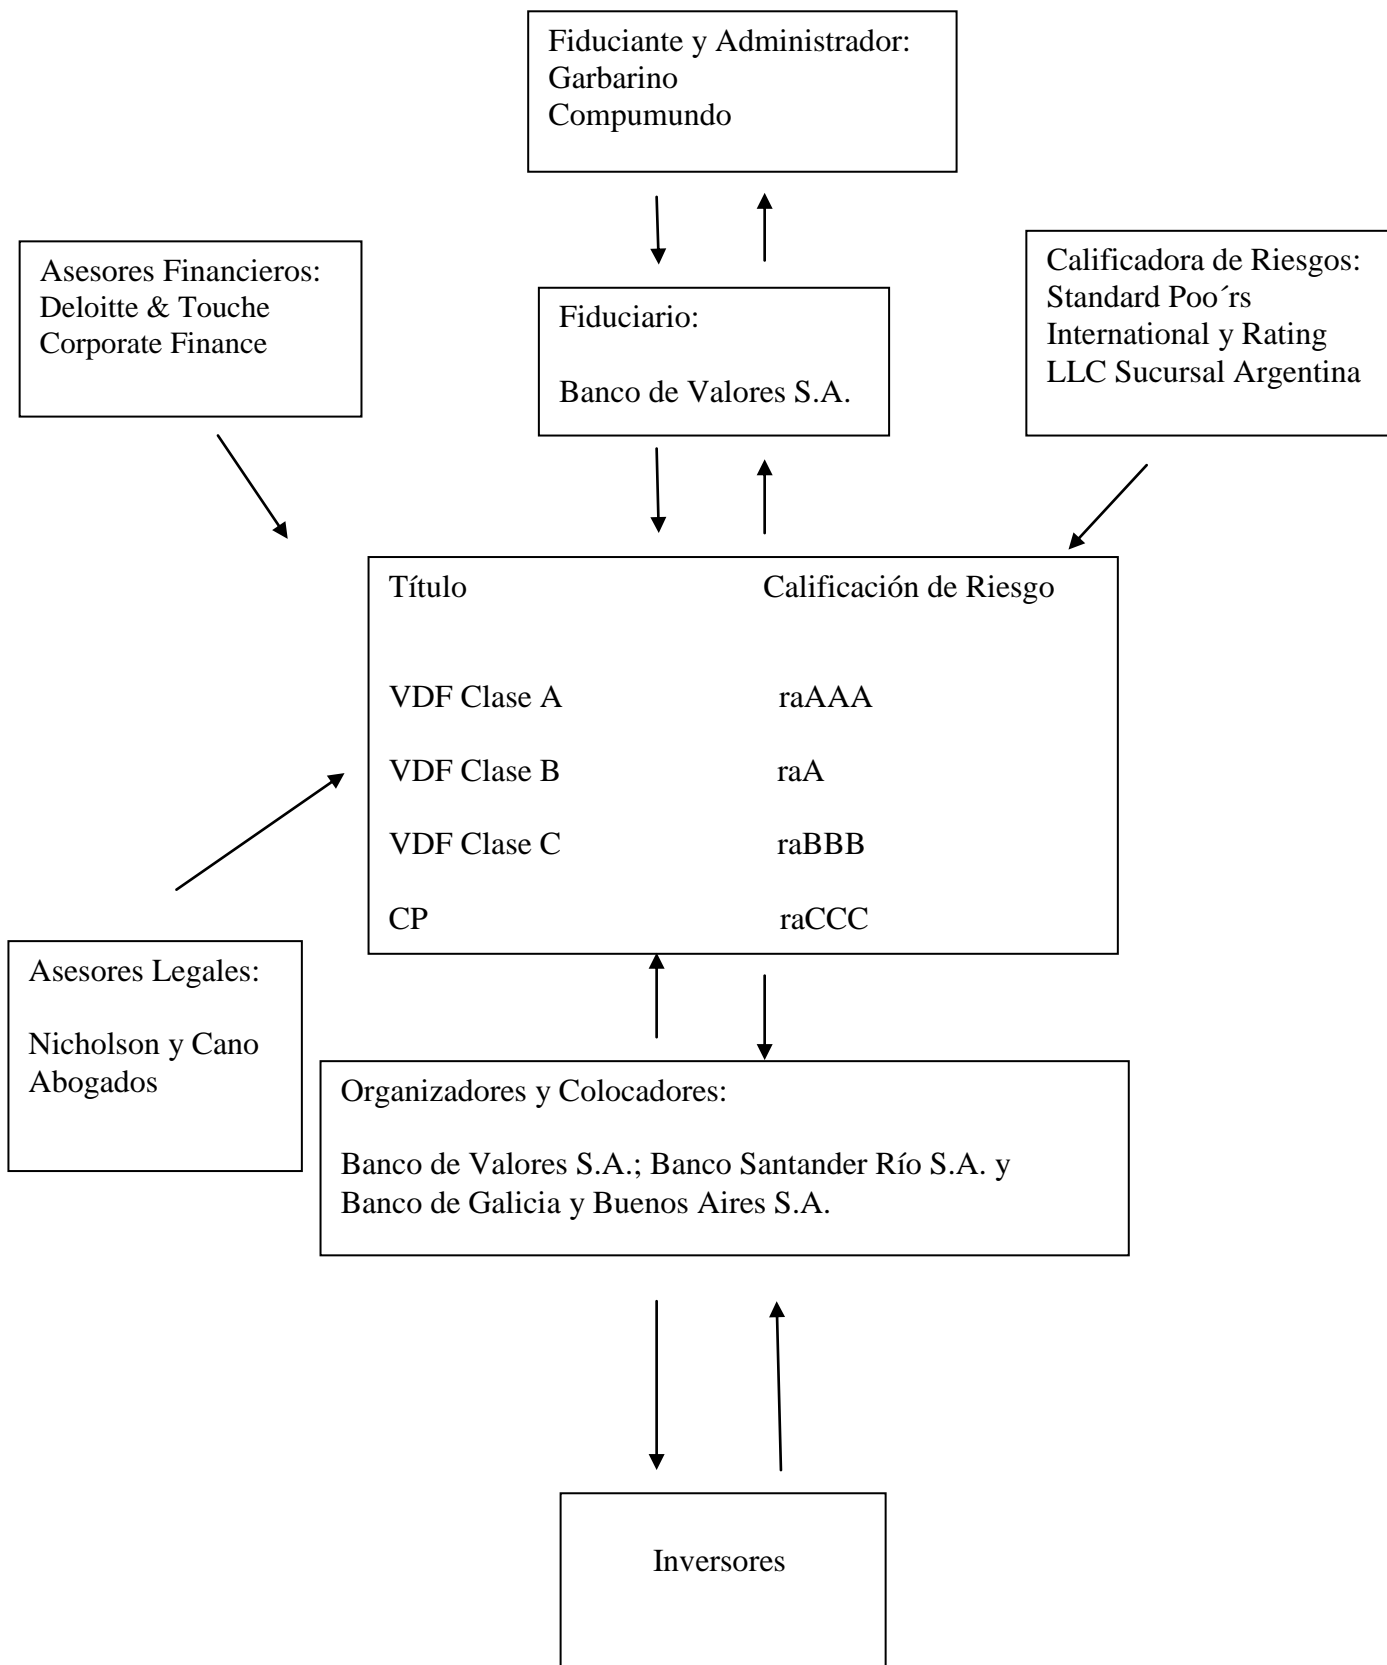 Fiduciante y Administrador:
Garbarino
Compumundo
Asesores Financieros:
Deloitte & Touche
Corporate Finance
Fiduciario:
Banco de Valores S.A.
Calificadora de Riesgos:
Standard Poo´rs
International y Rating
LLC Sucursal Argentina
Título Calificación de Riesgo
VDF Clase A raAAA
VDF Clase B raA
VDF Clase C raBBB
CP raCCC
Asesores Legales:
Nicholson y Cano
Abogados
Organizadores y Colocadores:
Banco de Valores S.A.; Banco Santander Río S.A. y
Banco de Galicia y Buenos Aires S.A.
Inversores